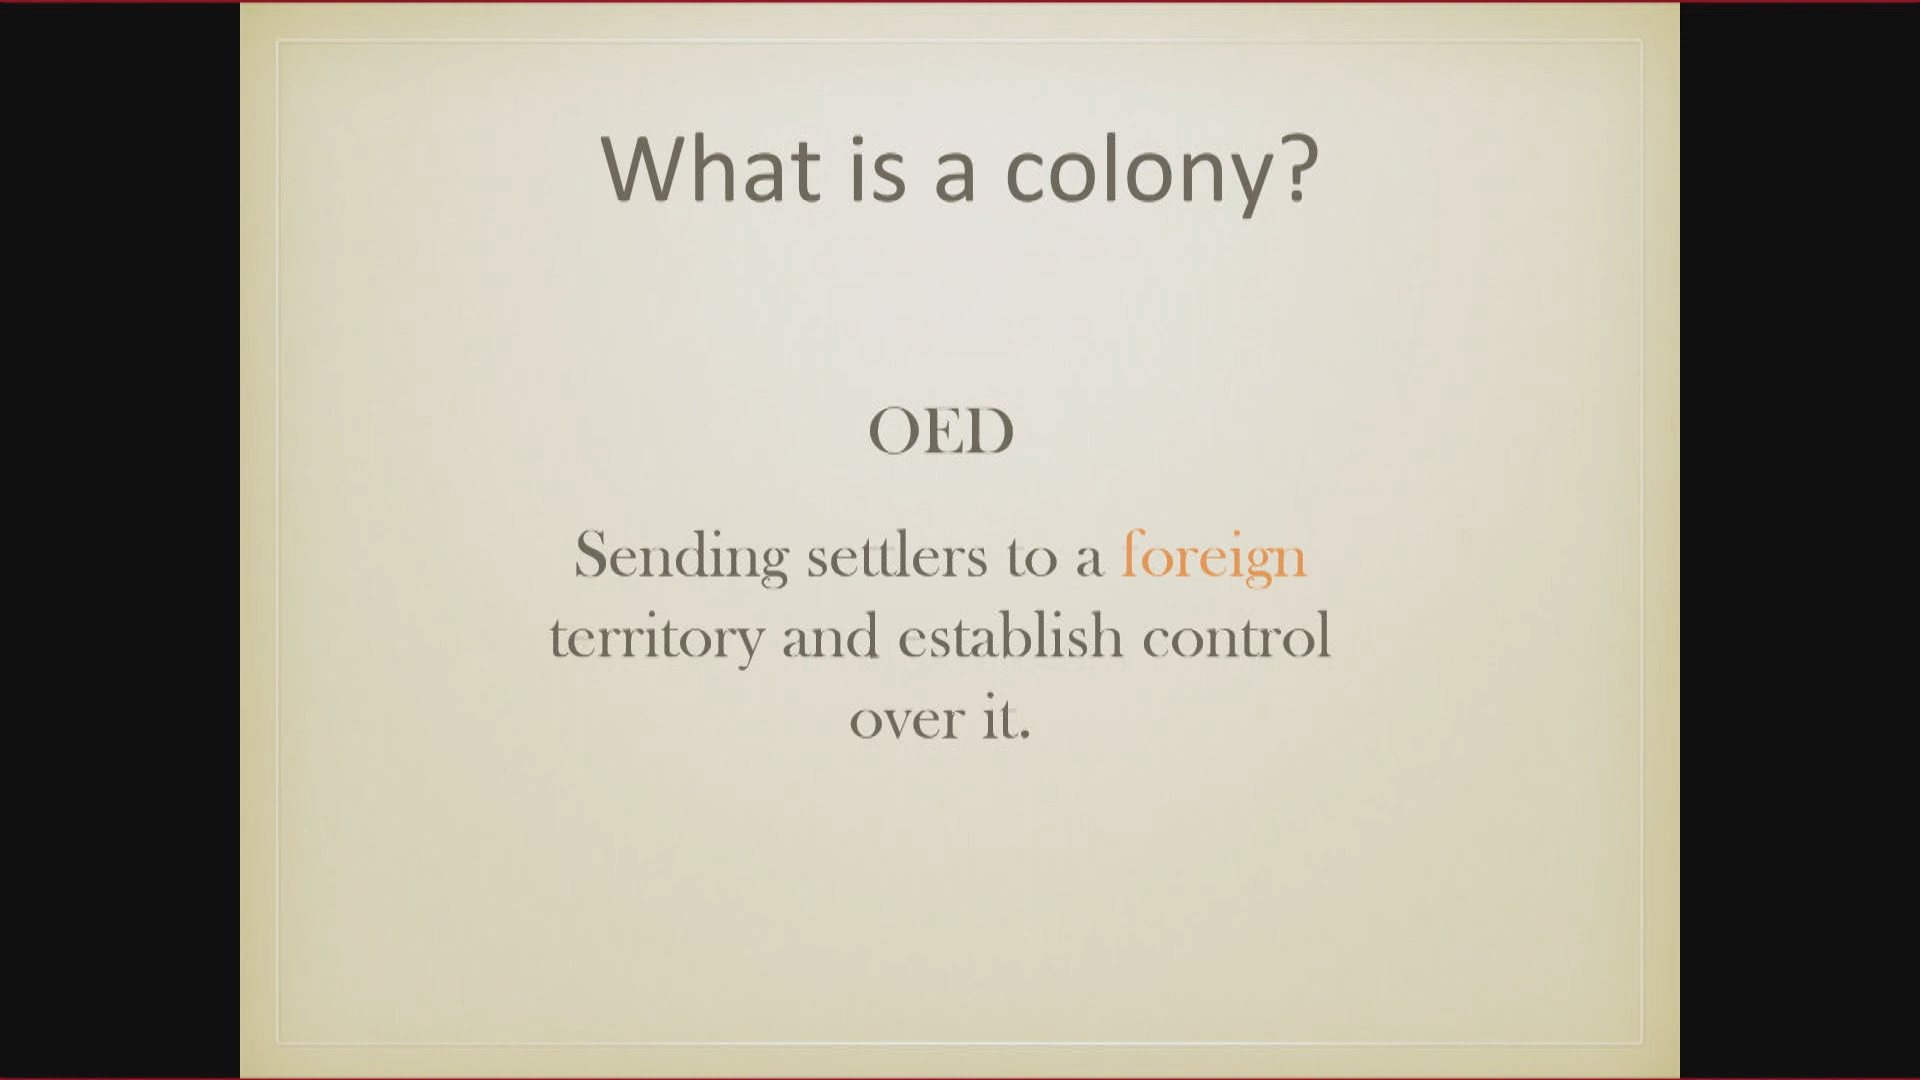 What is a colony?
OED
Sending settlers to a foreign
territory and establish control
over it.